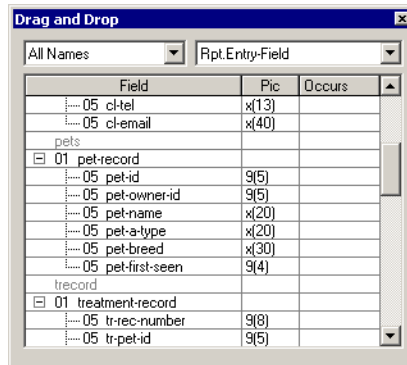 Drag and Drop
All Names Rpt.Entry-Field
Field Pic Occurs
05 cl-tel x(13)
05 cl-email x(40)
pets
01 pet-record
05 pet-id 9(5)
05 pet-owner-id 9(5)
05 pet-name x(20)
05 pet-a-type x(20)
05 pet-breed x(30)
05 pet-first-seen 9(4)
trecord
01 treatment-record
05 tr-rec-number 9(8)
05 tr-pet-id 9(5)